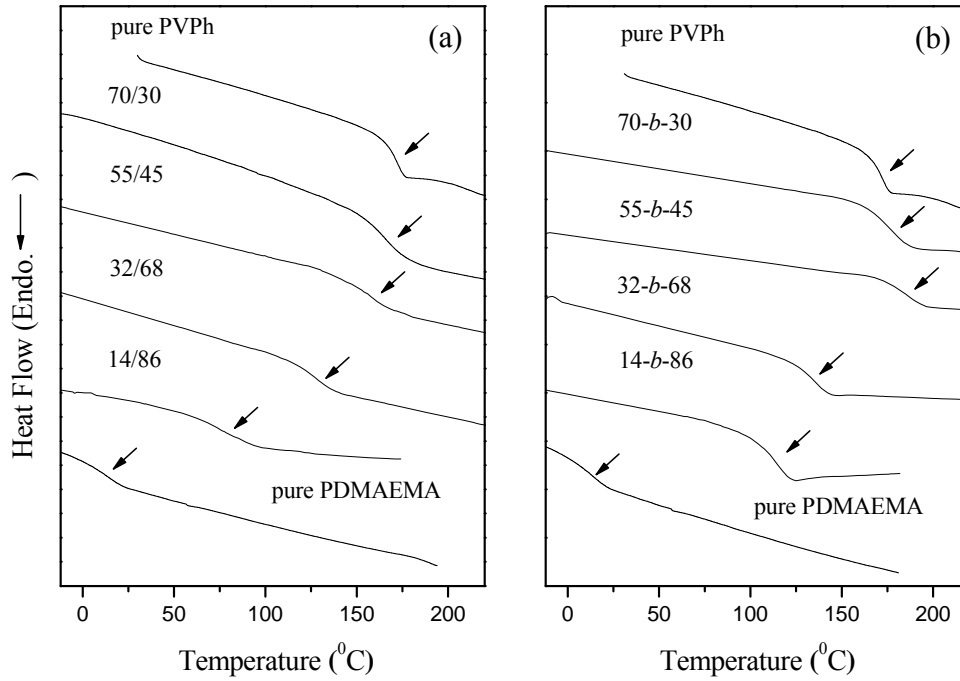 Heat Flow (Endo. → )
(a)
pure PVPh
70/30
55/45
32/68
14/86
pure PDMAEMA
0 50 100 150 200
Temperature (⁰C)
(b)
pure PVPh
70-b-30
55-b-45
32-b-68
14-b-86
pure PDMAEMA
0 50 100 150 200
Temperature (⁰C)